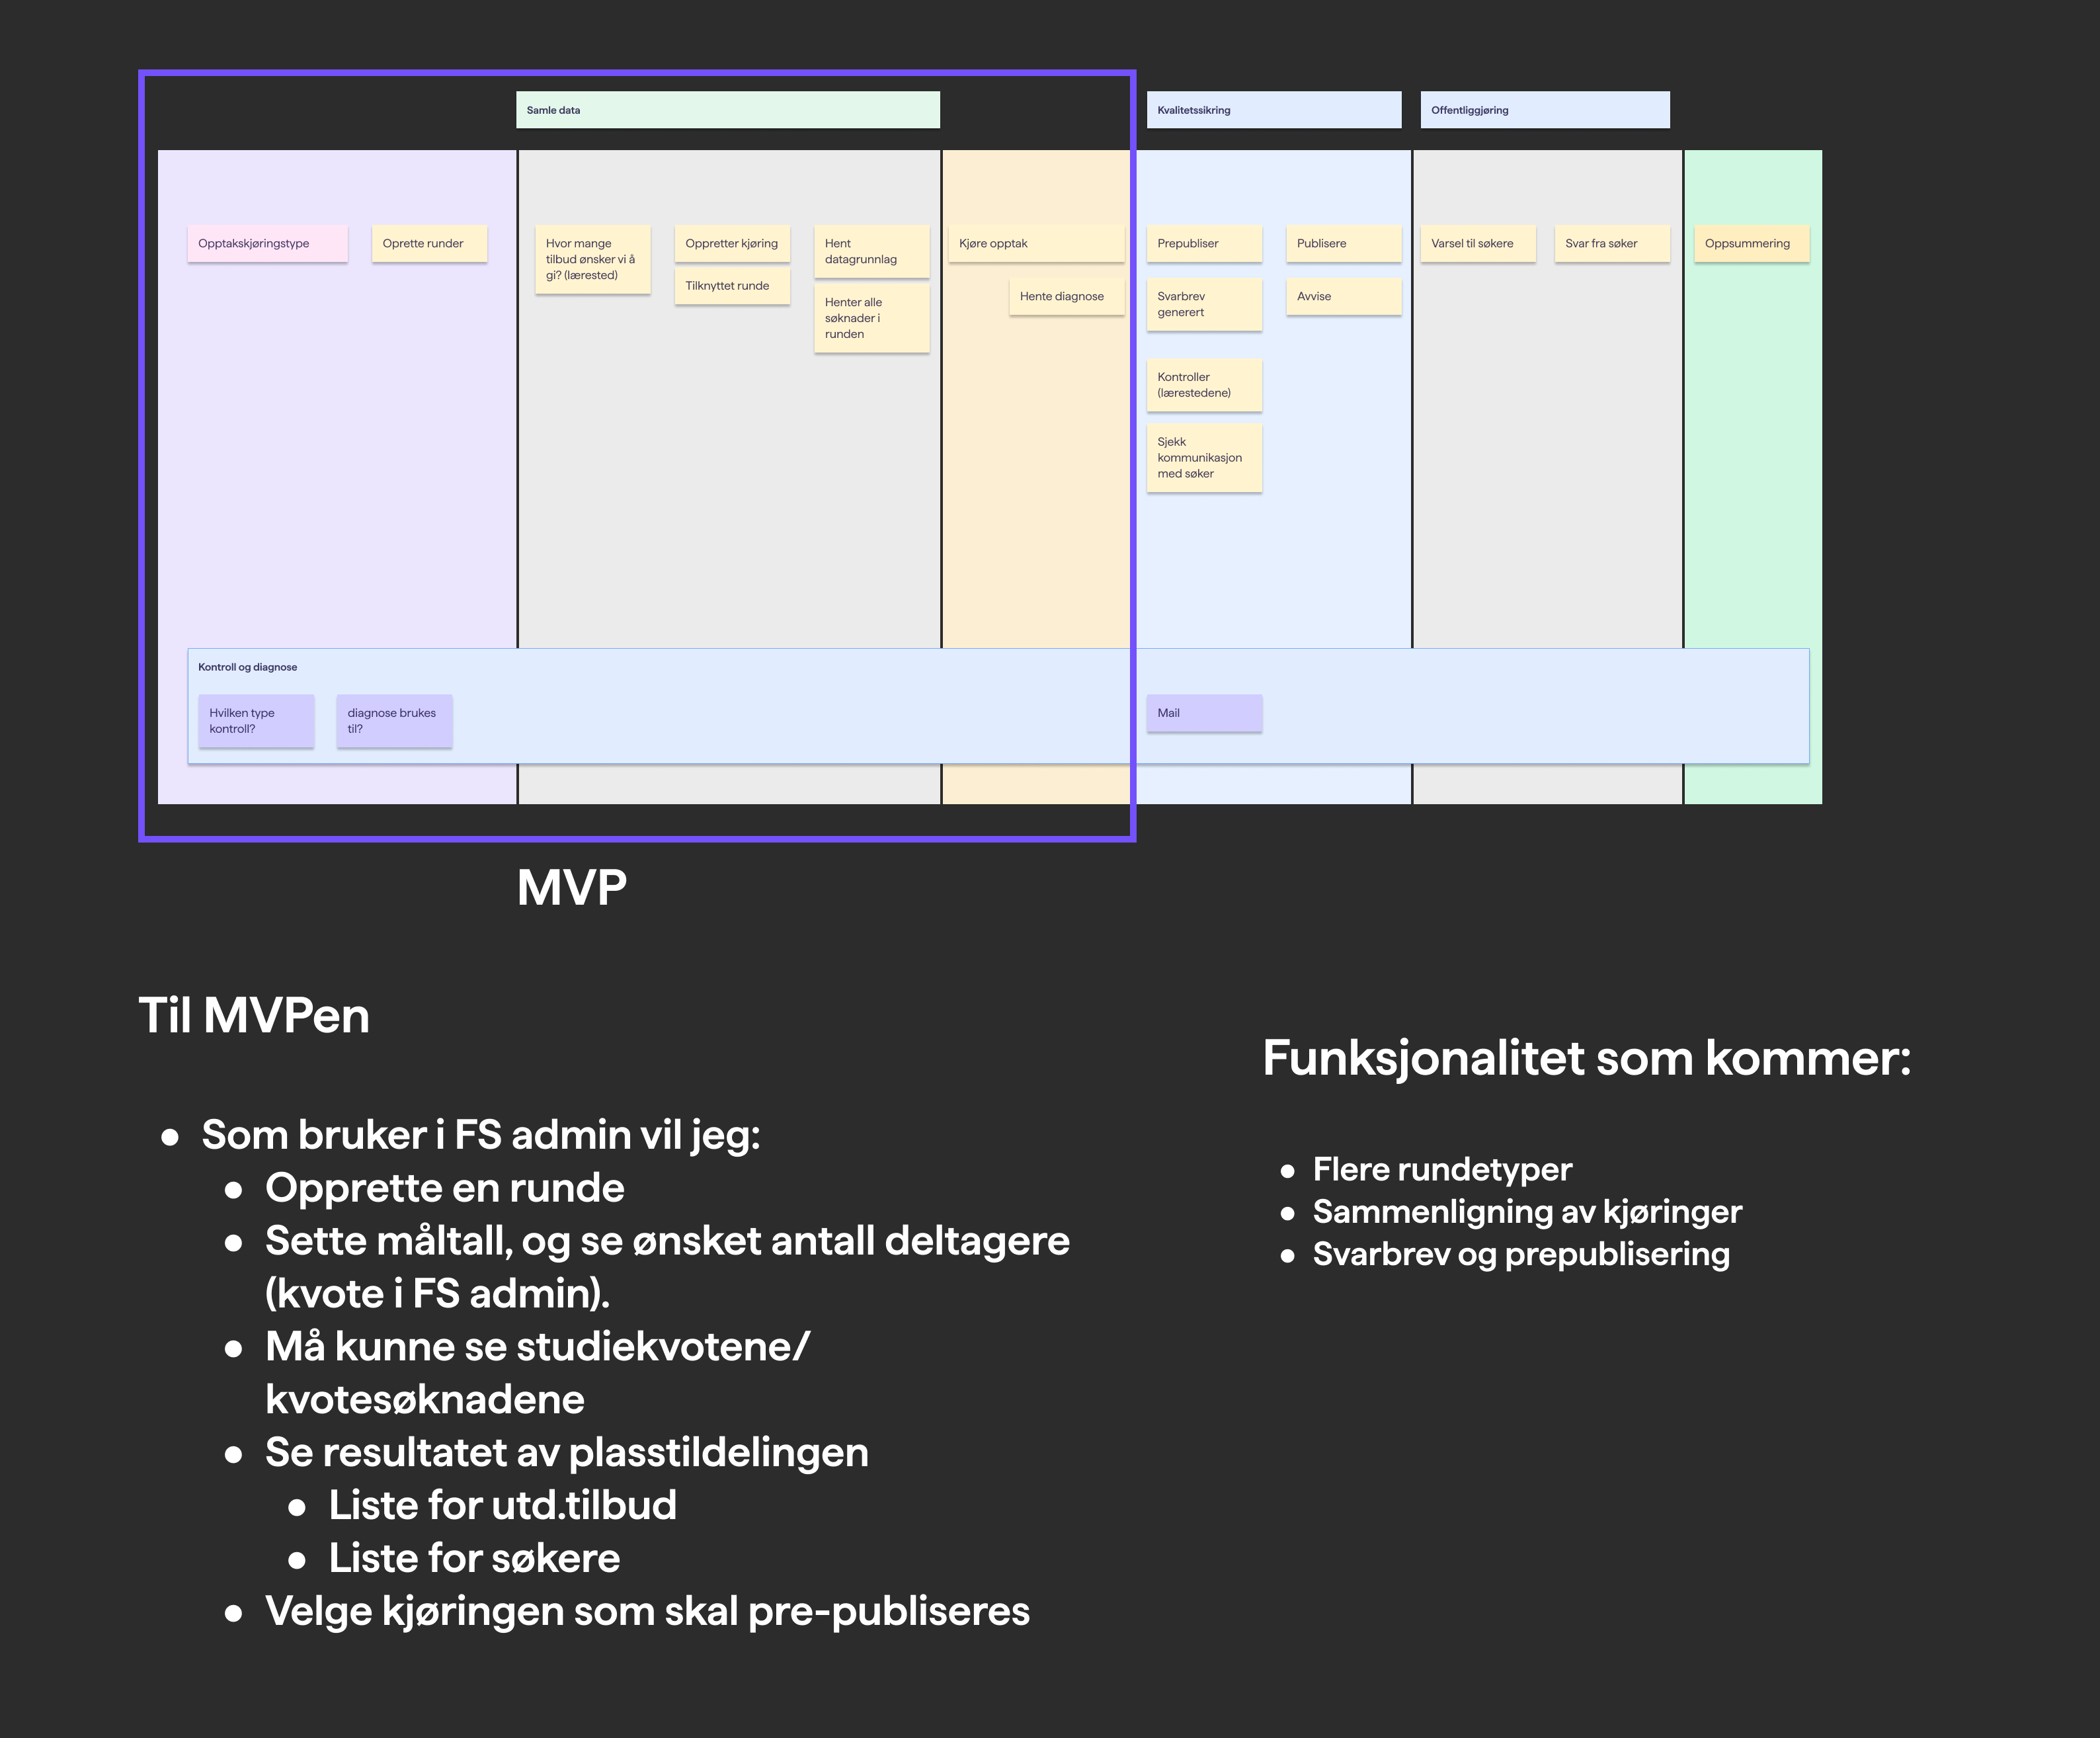 Samle data
Kvalitetssikring
Offentliggjøring
Opptakskjøringstype
Oprette runder
Hvor mange
tilbud ønsker vi å
gi? (lærested)
Oppretter kjøring
Tilknyttet runde
Hent
datagrunnlag
Henter alle
søknader i
runden
Kjøre opptak
Hente diagnose
Prepubliser
Svarbrev
generert
Kontroller
(lærestedene)
Sjekk
kommunikasjon
med søker
Publisere
Avvise
Varsel til søkere
Svar fra søker
Oppsummering
Kontroll og diagnose
Hvilken type
kontroll?
diagnose brukes
til?
Mail
MVP
Til MVPen
● Som bruker i FS admin vil jeg:
● Opprette en runde
● Sette måltall, og se ønsket antall deltagere
(kvote i FS admin).
● Må kunne se studiekvotene/
kvotesøknadene
● Se resultatet av plasstildelingen
● Liste for utd.tilbud
● Liste for søkere
● Velge kjøringen som skal pre-publiseres
Funksjonalitet som kommer:
● Flere rundetyper
● Sammenligning av kjøringer
● Svarbrev og prepublisering